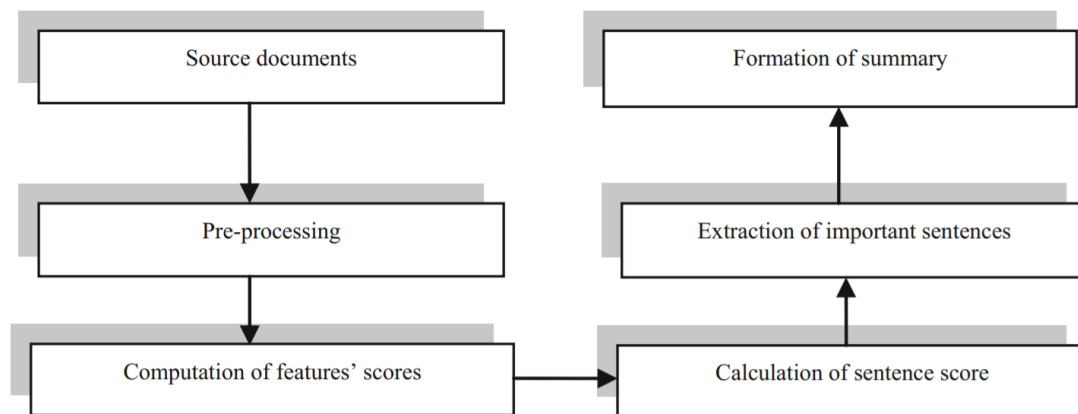 Source documents
Pre-processing
Computation of features’ scores
Calculation of sentence score
Extraction of important sentences
Formation of summary